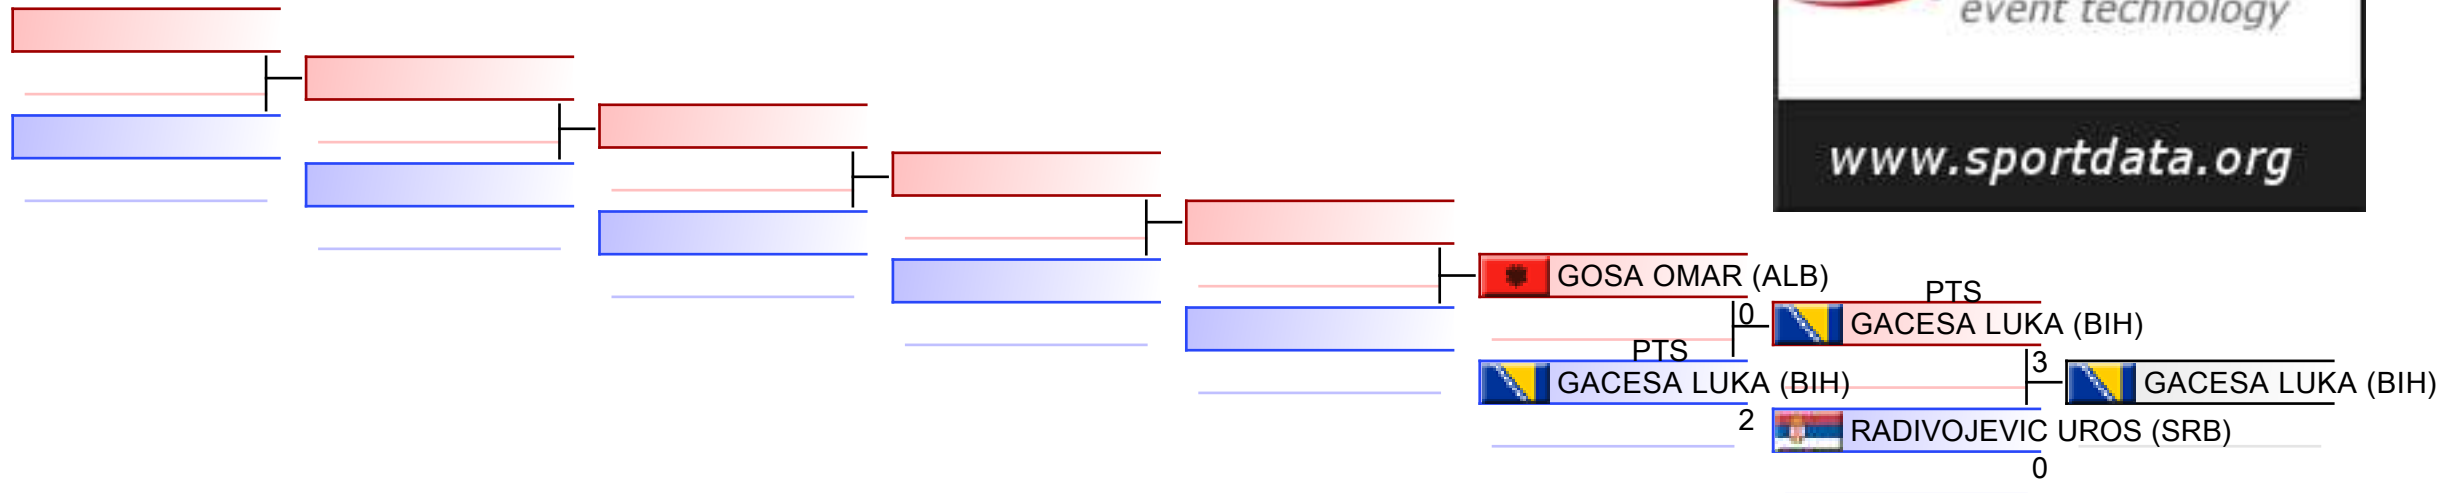 event technology
www.sportdata.org
GOSA OMAR (ALB)
0
PTS
GACESA LUKA (BIH)
2
PTS
GACESA LUKA (BIH)
3
RADIVOJEVIC UROS (SRB)
0
GACESA LUKA (BIH)